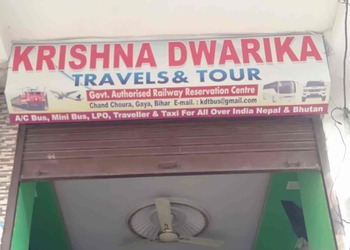 KRISHNA DWARIKA
TRAVELS & TOUR
Govt. Authorised Railway Reservation Centre
Chand Choura, Gaya, Bihar E-mail. : kdtbus@gmail.com
A/C Bus, Mini Bus, LPO, Traveller & Taxi For All Over India Nepal & Bhutan